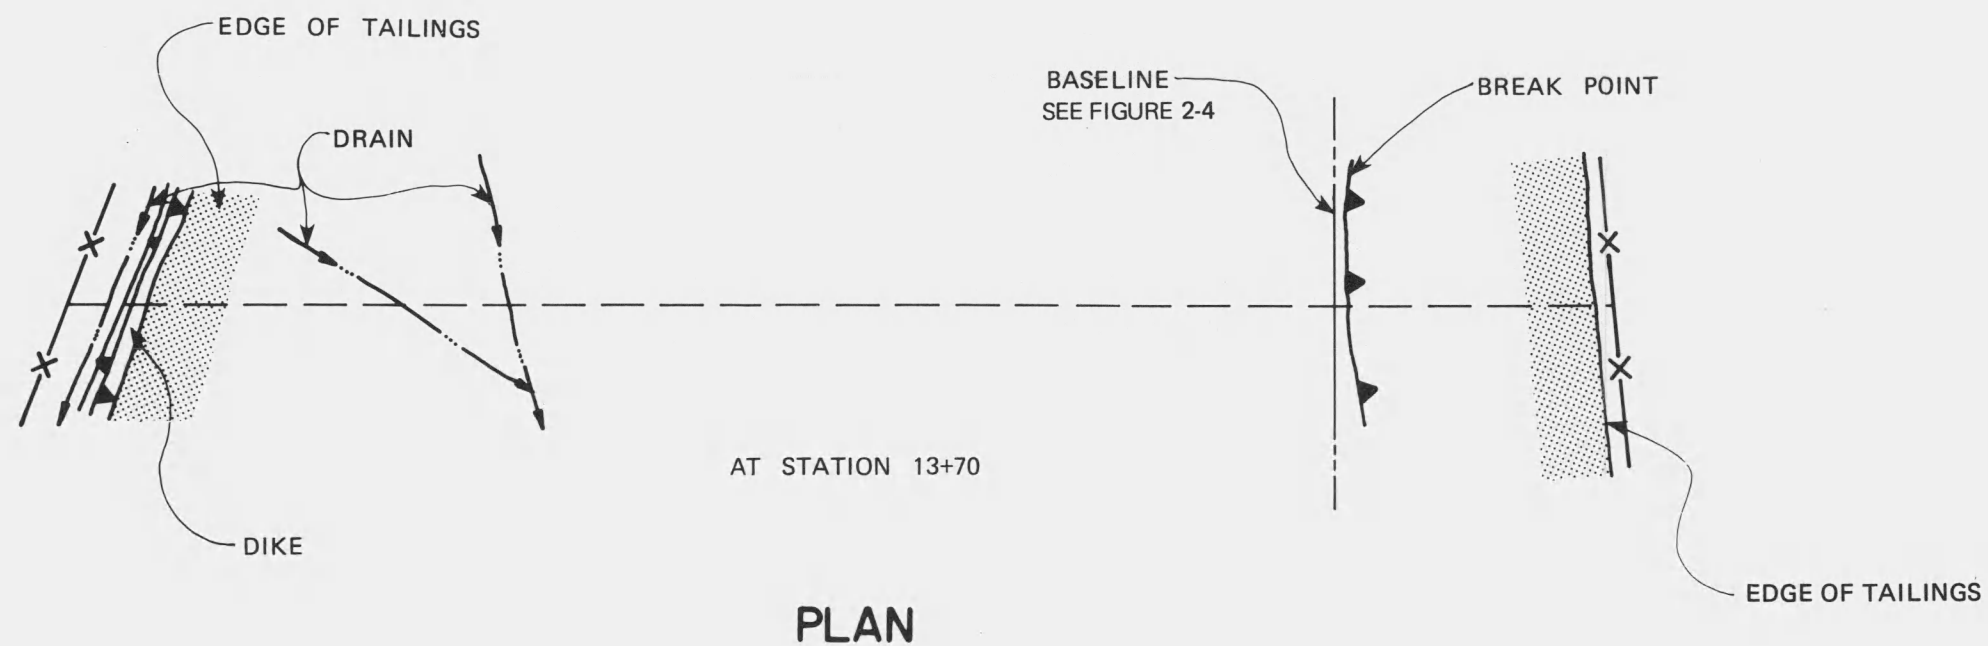 EDGE OF TAILINGS
BASELINE
SEE FIGURE 2-4
BREAK POINT
DRAIN
AT STATION 13+70
DIKE
EDGE OF TAILINGS
PLAN